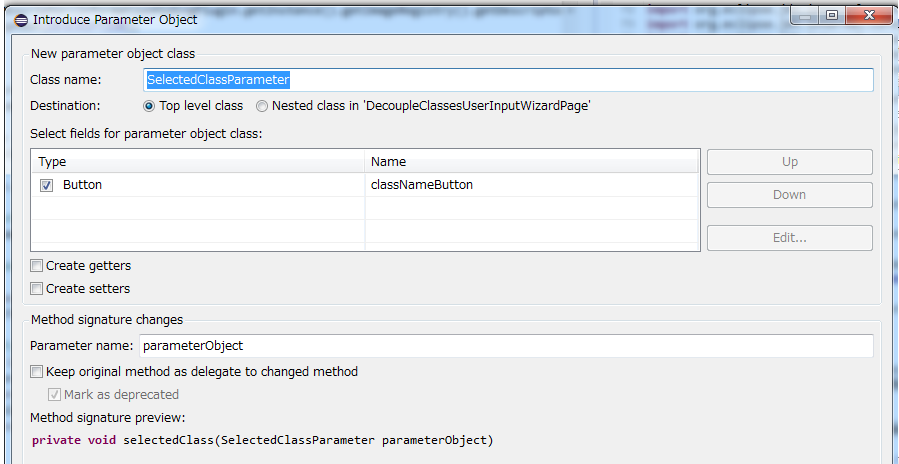 Introduce Parameter Object
New parameter object class
Class name: SelectedClassParameter
Destination: Top level class Nested class in 'DecoupleClassesUserInputWizardPage'
Select fields for parameter object class:
Type Name
Up
Button classNameButton
Down
Edit...
Create getters
Create setters
Method signature changes
Parameter name: parameterObject
Keep original method as delegate to changed method
Mark as deprecated
Method signature preview:
private void selectedClass(SelectedClassParameter parameterObject)